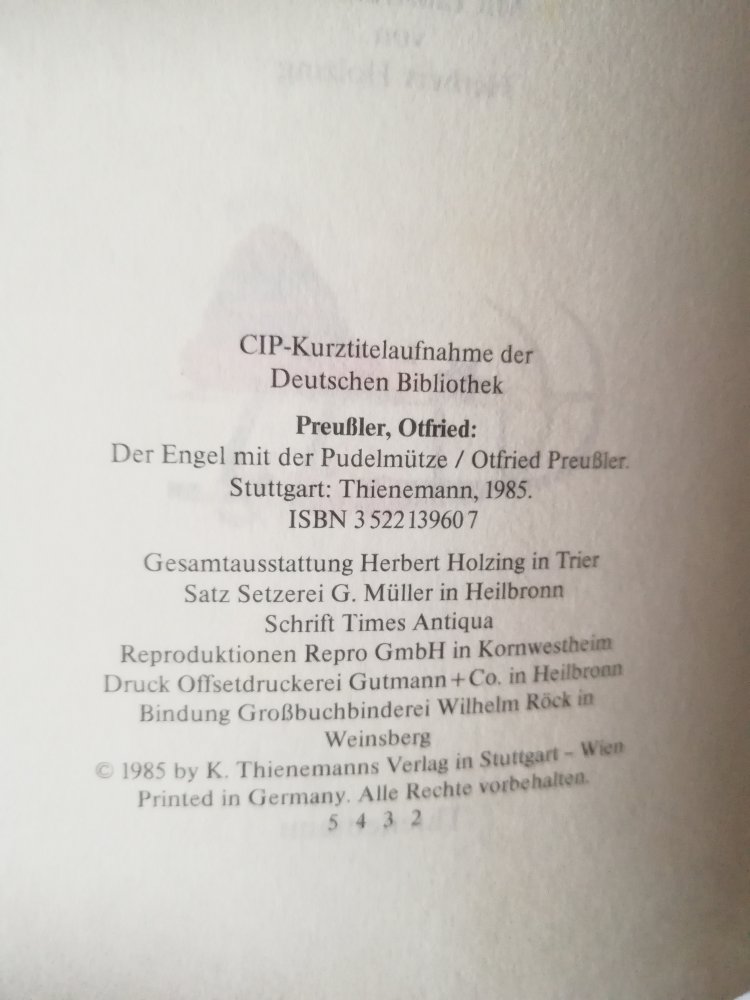 CIP-Kurztitelaufnahme der
Deutschen Bibliothek
Preußler, Otfried:
Der Engel mit der Pudelmütze / Otfried Preußler.
Stuttgart: Thienemann, 1985.
ISBN 3 522 13960 7
Gesamtausstattung Herbert Holzing in Trier
Satz Setzerei G. Müller in Heilbronn
Schrift Times Antiqua
Reproduktionen Repro GmbH in Kornwestheim
Druck Offsetdruckerei Gutmann + Co. in Heilbronn
Bindung Großbuchbinderei Wilhelm Röck in
Weinsberg
© 1985 by K. Thienemanns Verlag in Stuttgart – Wien
Printed in Germany. Alle Rechte vorbehalten.
5 4 3 2